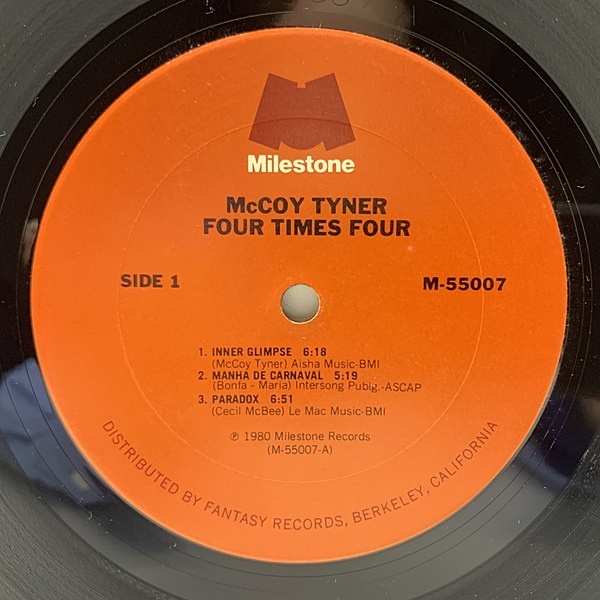 Milestone
McCOY TYNER
FOUR TIMES FOUR
SIDE 1
M-55007
1. INNER GLIMPSE 6:18
(McCoy Tyner) Aisha Music-BMI
2. MANHA DE CARNAVAL 5:19
(Bonfa - Maria) Intersong Publg.-ASCAP
3. PARADOX 6:51
(Cecil McBee) Le Mac Music-BMI
℗ 1980 Milestone Records
(M-55007-A)
DISTRIBUTED BY FANTASY RECORDS, BERKELEY, CALIFORNIA